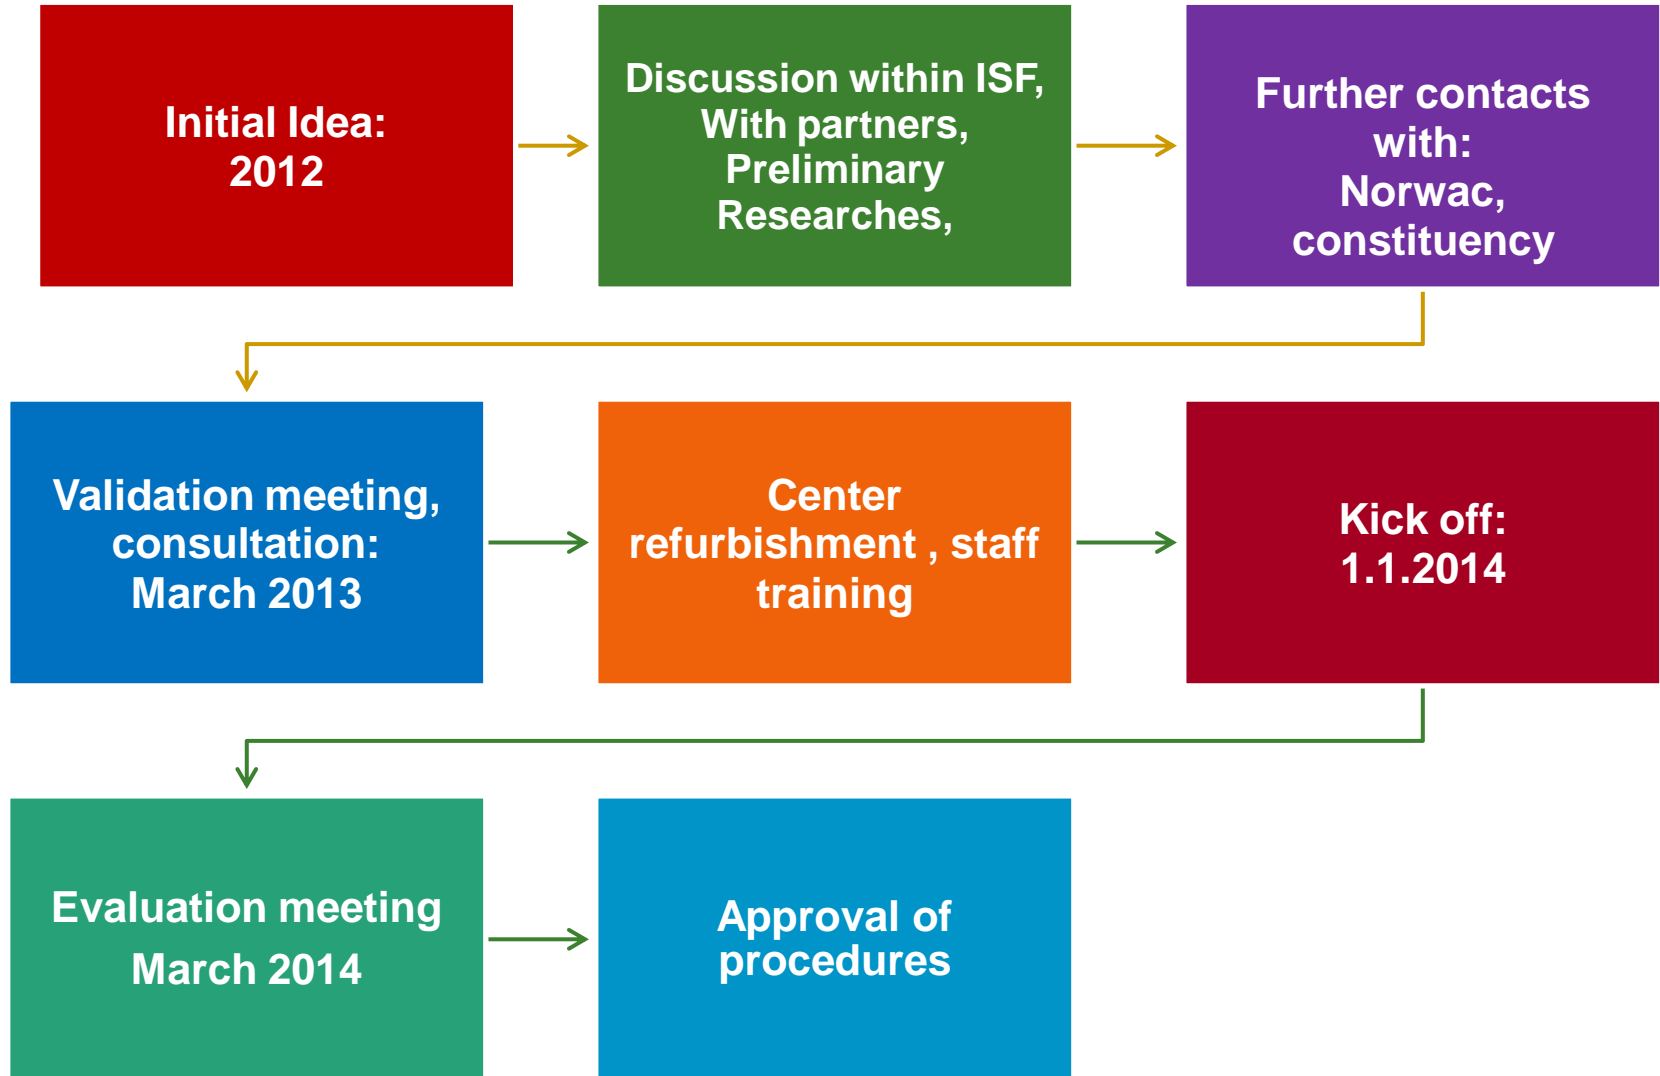 Initial Idea:
2012
Discussion within ISF,
With partners,
Preliminary
Researches,
Further contacts
with:
Norwac,
constituency
Validation meeting,
consultation:
March 2013
Center
refurbishment , staff
training
Kick off:
1.1.2014
Evaluation meeting
March 2014
Approval of
procedures